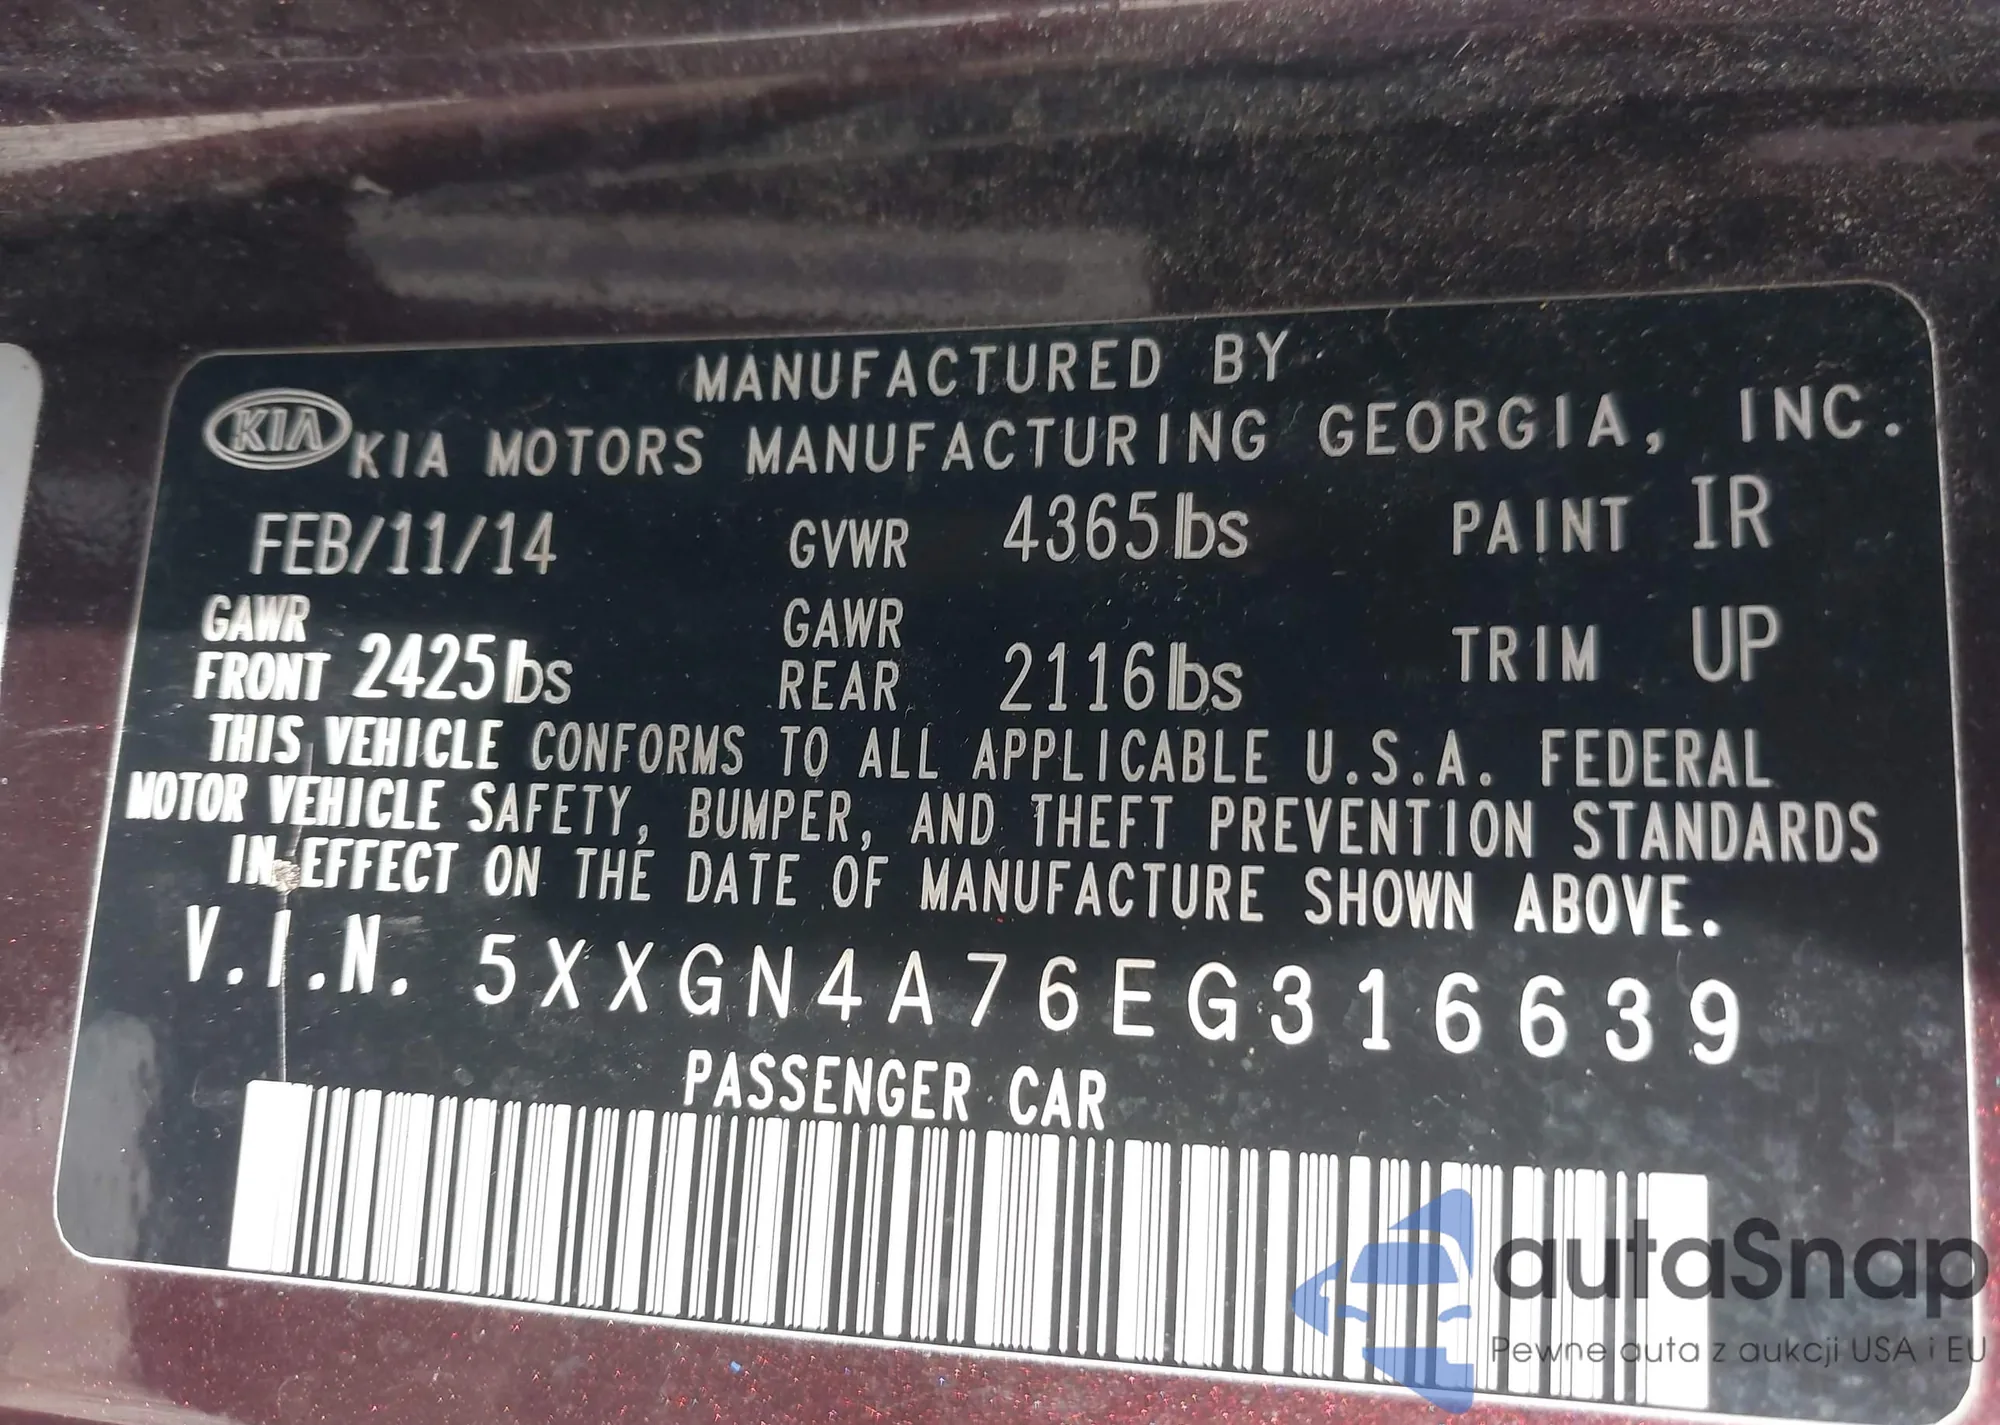 MANUFACTURED BY
KIA KIA MOTORS MANUFACTURING GEORGIA, INC.
FEB/11/14 GVWR 4365lbs PAINT IR
GAWR FRONT 2425lbs GAWR REAR 2116lbs TRIM UP
THIS VEHICLE CONFORMS TO ALL APPLICABLE U.S.A. FEDERAL
MOTOR VEHICLE SAFETY, BUMPER, AND THEFT PREVENTION STANDARDS
IN EFFECT ON THE DATE OF MANUFACTURE SHOWN ABOVE.
V.I.N. 5XXGN4A76EG316639
PASSENGER CAR
autaSnap
Pewne auta z aukcji USA i EU